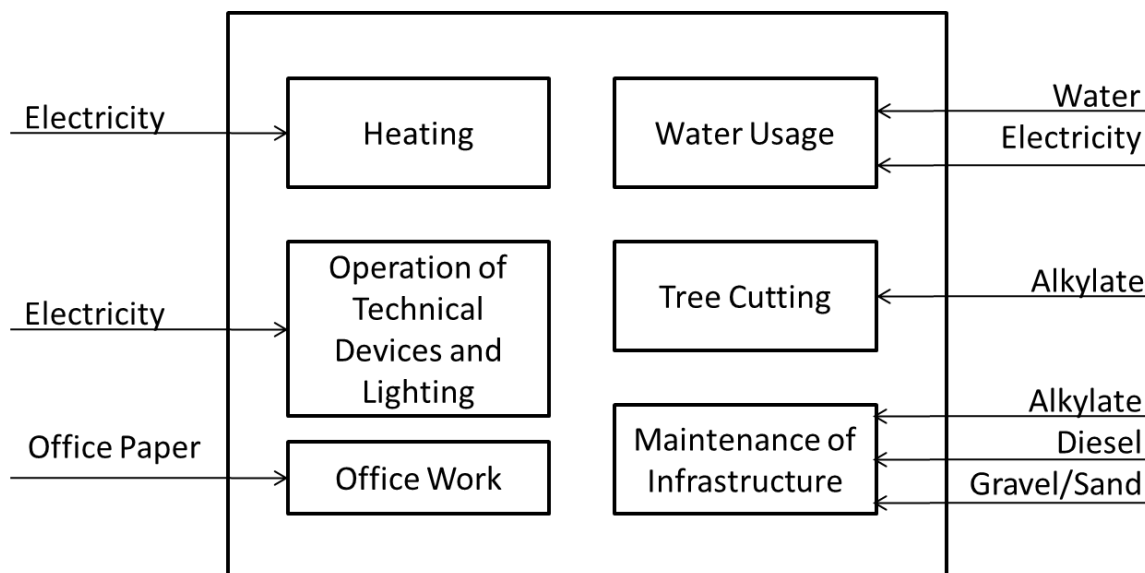 Electricity
Heating
Water Usage
Water
Electricity
Electricity
Operation of
Technical
Devices and
Lighting
Tree Cutting
Alkylate
Office Paper
Office Work
Maintenance of
Infrastructure
Alkylate
Diesel
Gravel/Sand